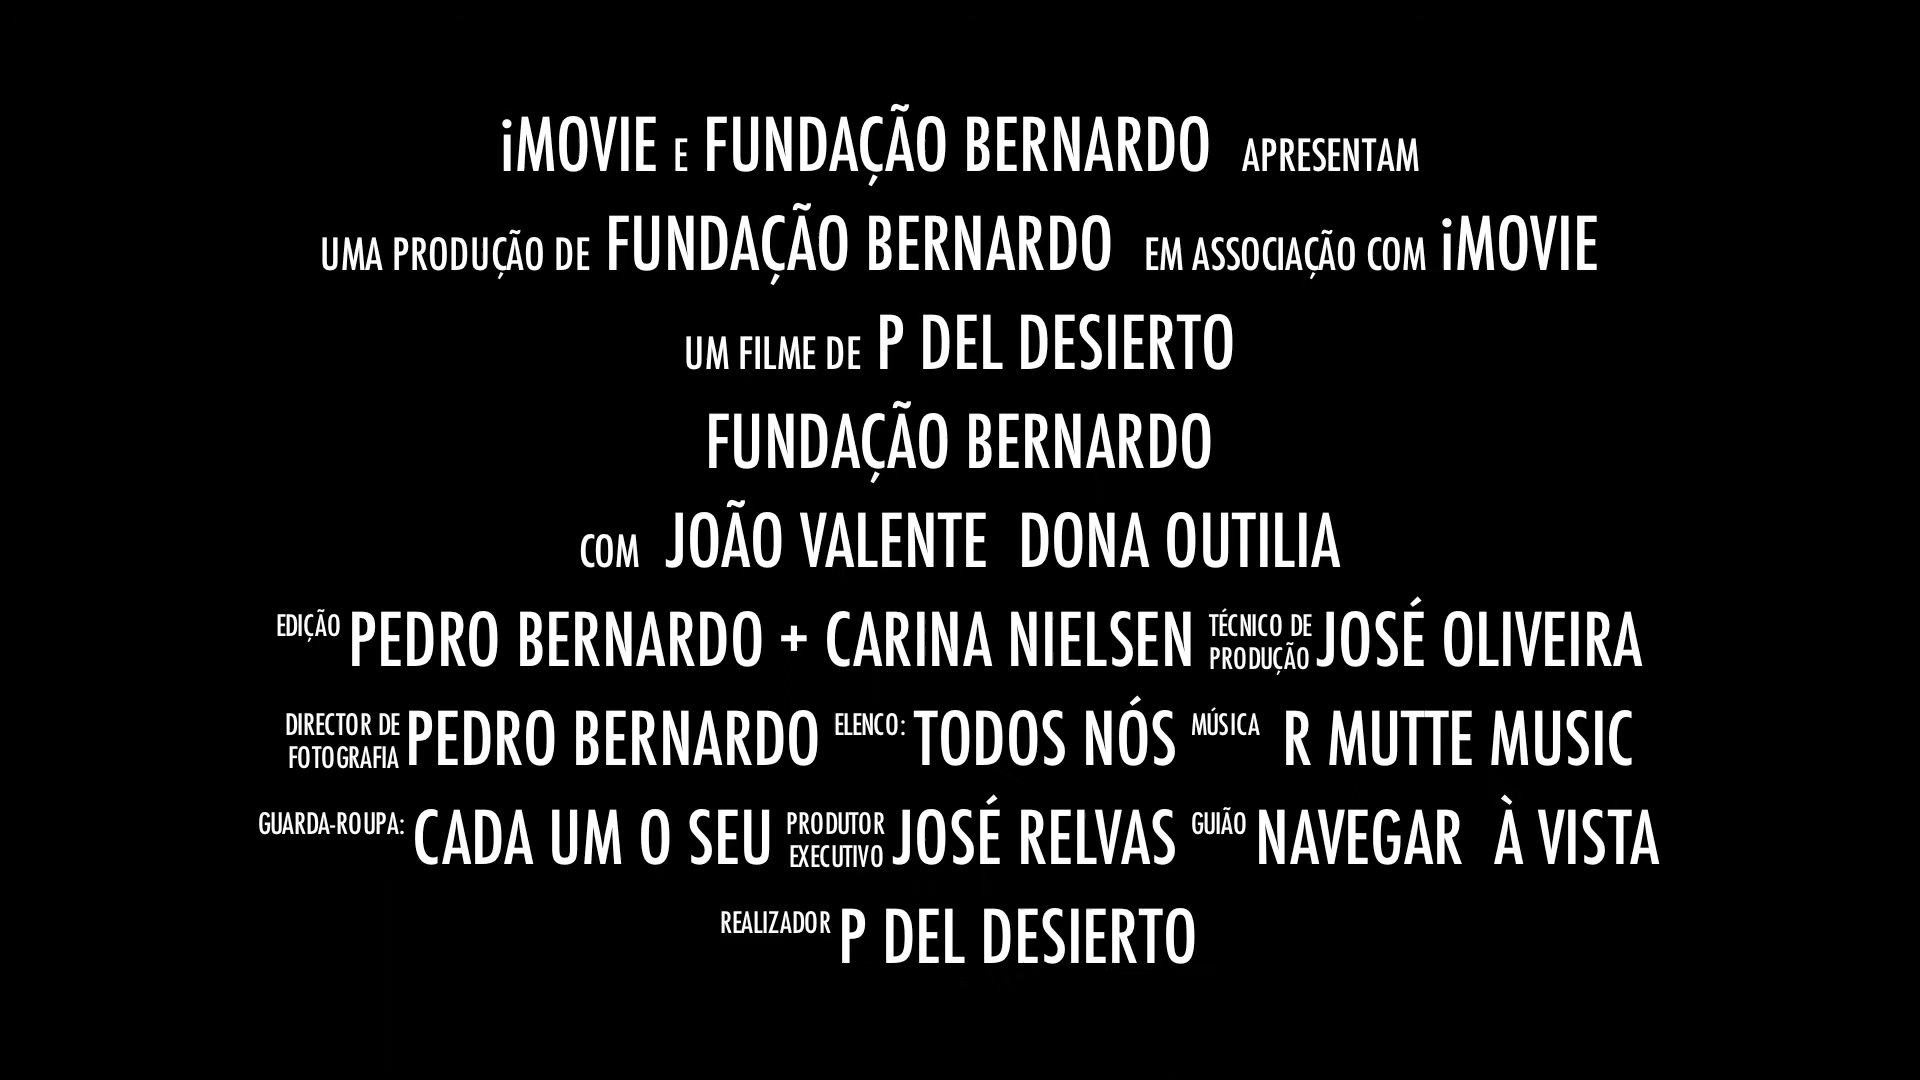 iMOVIE E FUNDAÇÃO BERNARDO APRESENTAM
UMA PRODUÇÃO DE FUNDAÇÃO BERNARDO EM ASSOCIAÇÃO COM iMOVIE
UM FILME DE P DEL DESIERTO
FUNDAÇÃO BERNARDO
COM JOÃO VALENTE DONA OUTILIA
EDIÇÃO PEDRO BERNARDO + CARINA NIELSEN TÉCNICO DE PRODUÇÃO JOSÉ OLIVEIRA
DIRECTOR DE FOTOGRAFIA PEDRO BERNARDO ELENCO: TODOS NÓS MÚSICA R MUTTE MUSIC
GUARDA-ROUPA: CADA UM O SEU PRODUTOR EXECUTIVO JOSÉ RELVAS GUIÃO NAVEGAR À VISTA
REALIZADOR P DEL DESIERTO